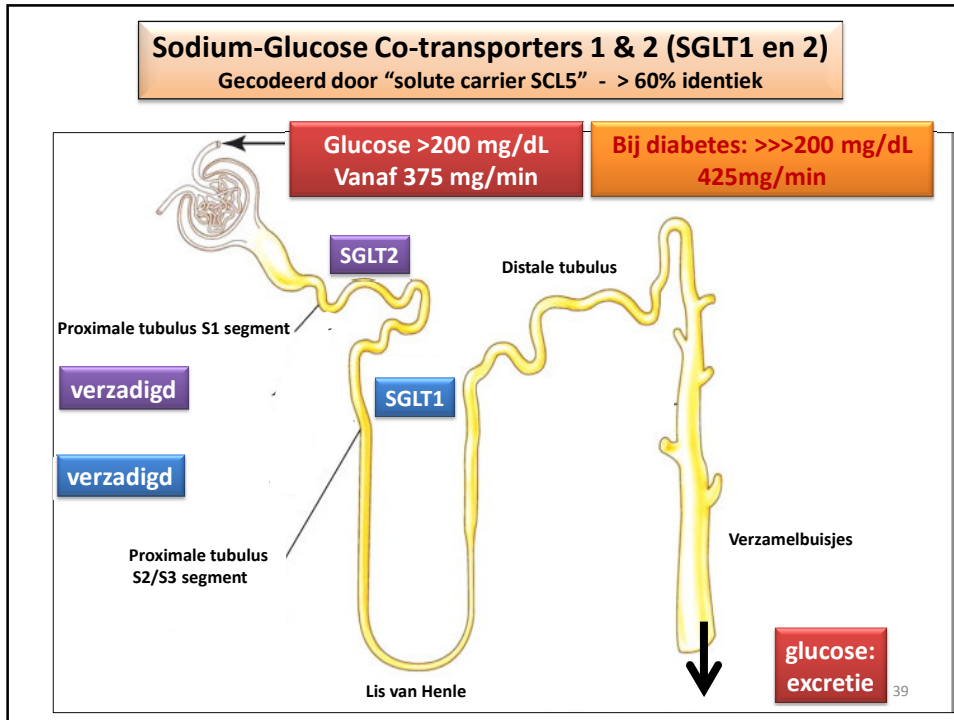 Sodium-Glucose Co-transporters 1 & 2 (SGLT1 en 2)
Gecodeerd door “solute carrier SCL5” - > 60% identiek
Glucose >200 mg/dL
Vanaf 375 mg/min
Bij diabetes: >>>200 mg/dL
425mg/min
SGLT2
Distale tubulus
Proximale tubulus S1 segment
verzadigd
SGLT1
verzadigd
Proximale tubulus
S2/S3 segment
Verzamelbuisjes
glucose:
excretie
Lis van Henle
39